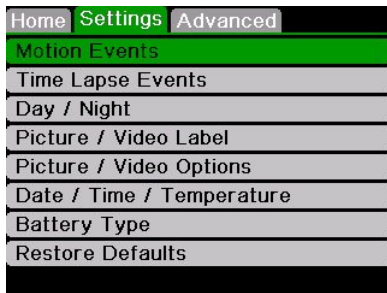 Home Settings Advanced
Motion Events
Time Lapse Events
Day / Night
Picture / Video Label
Picture / Video Options
Date / Time / Temperature
Battery Type
Restore Defaults